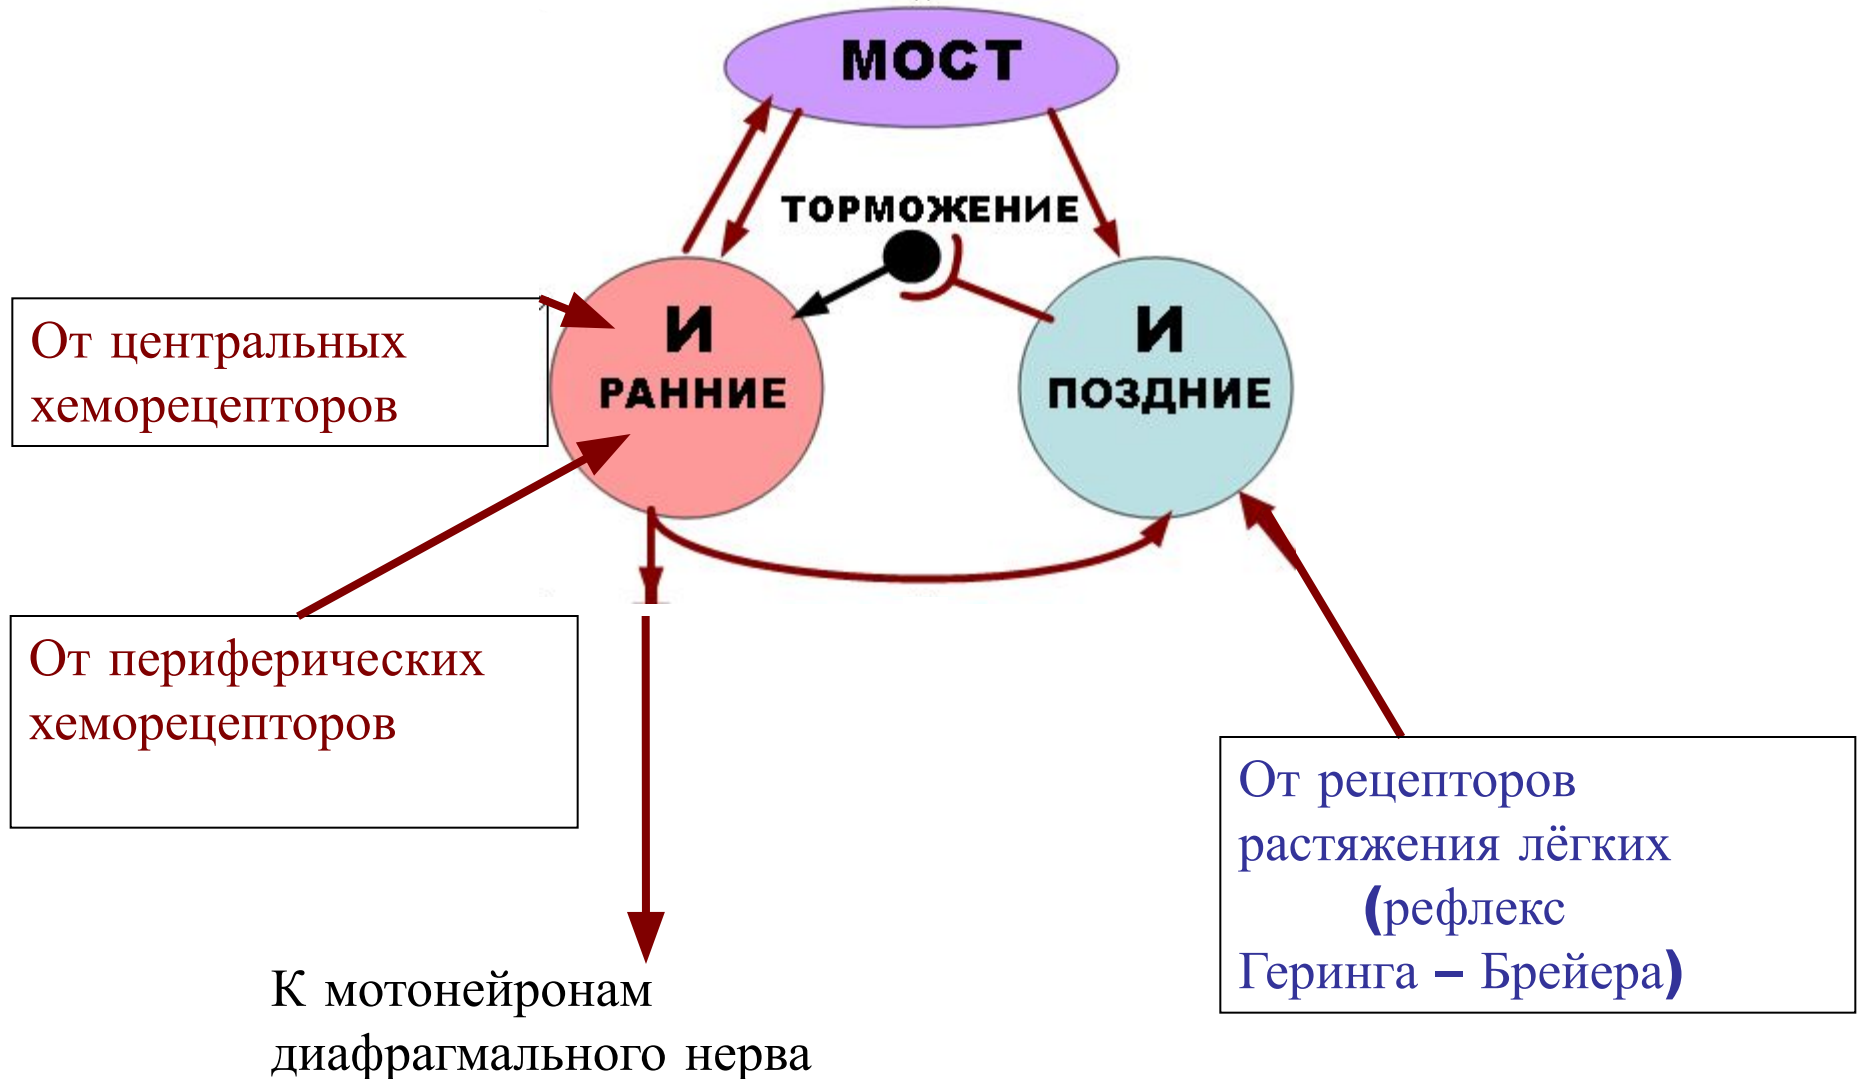 МОСТ
ТОРМОЖЕНИЕ
И
РАННИЕ
И
ПОЗДНИЕ
От центральных
хеморецепторов
От периферических
хеморецепторов
От рецепторов
растяжения лёгких
(рефлекс
Геринга – Брейера)
К мотонейронам
диафрагмального нерва